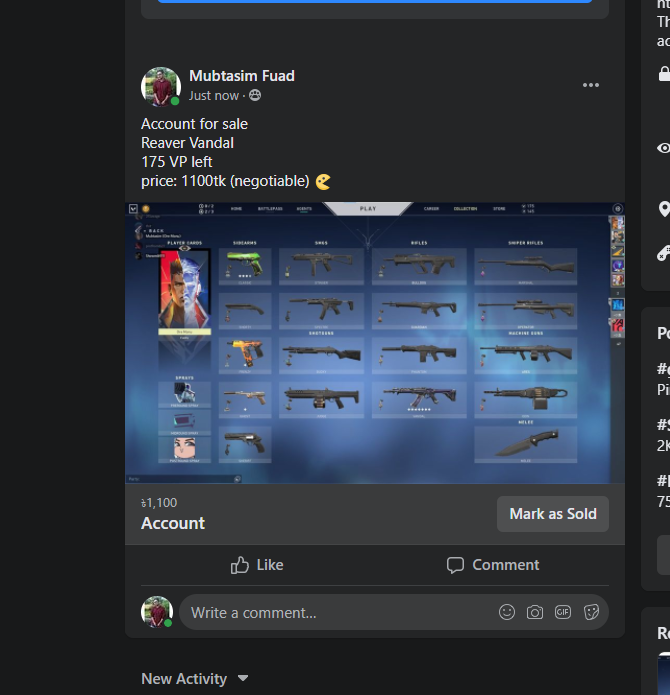 Mubtasim Fuad
Just now ·
Account for sale
Reaver Vandal
175 VP left
price: 1100tk (negotiable)
HOME
BATTLEPASS
AGENTS
PLAY
CAREER
COLLECTION
STORE
BACK
PLAYER CARDS
SIDEARMS
SMGS
RIFLES
SNIPER RIFLES
SHOTGUNS
MACHINE GUNS
SPRAYS
MELEE
৳1,100
Account
Mark as Sold
Like
Comment
Write a comment...
GIF
New Activity
Th
Po
Pi
2K
75